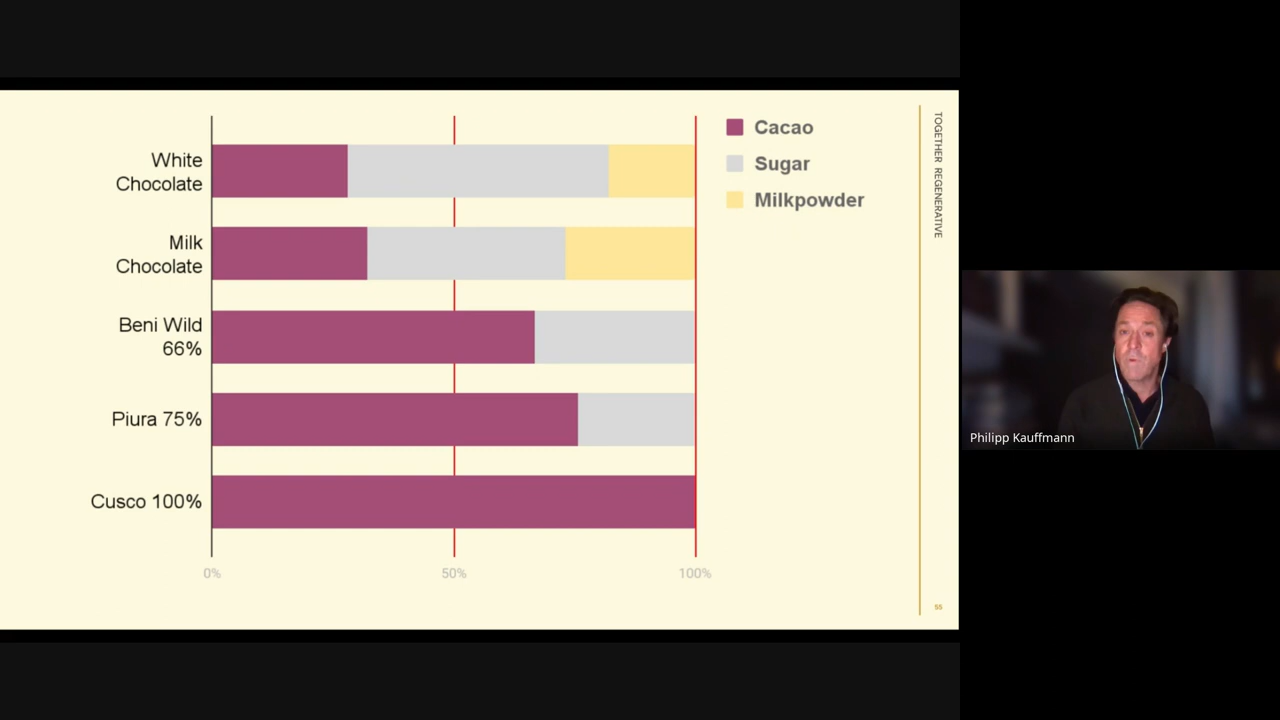 White
Chocolate
Milk
Chocolate
Beni Wild
66%
Piura 75%
Cusco 100%
0%
50%
100%
Cacao
Sugar
Milkpowder
TOGETHER REGENERATIVE
55
Philipp Kauffmann